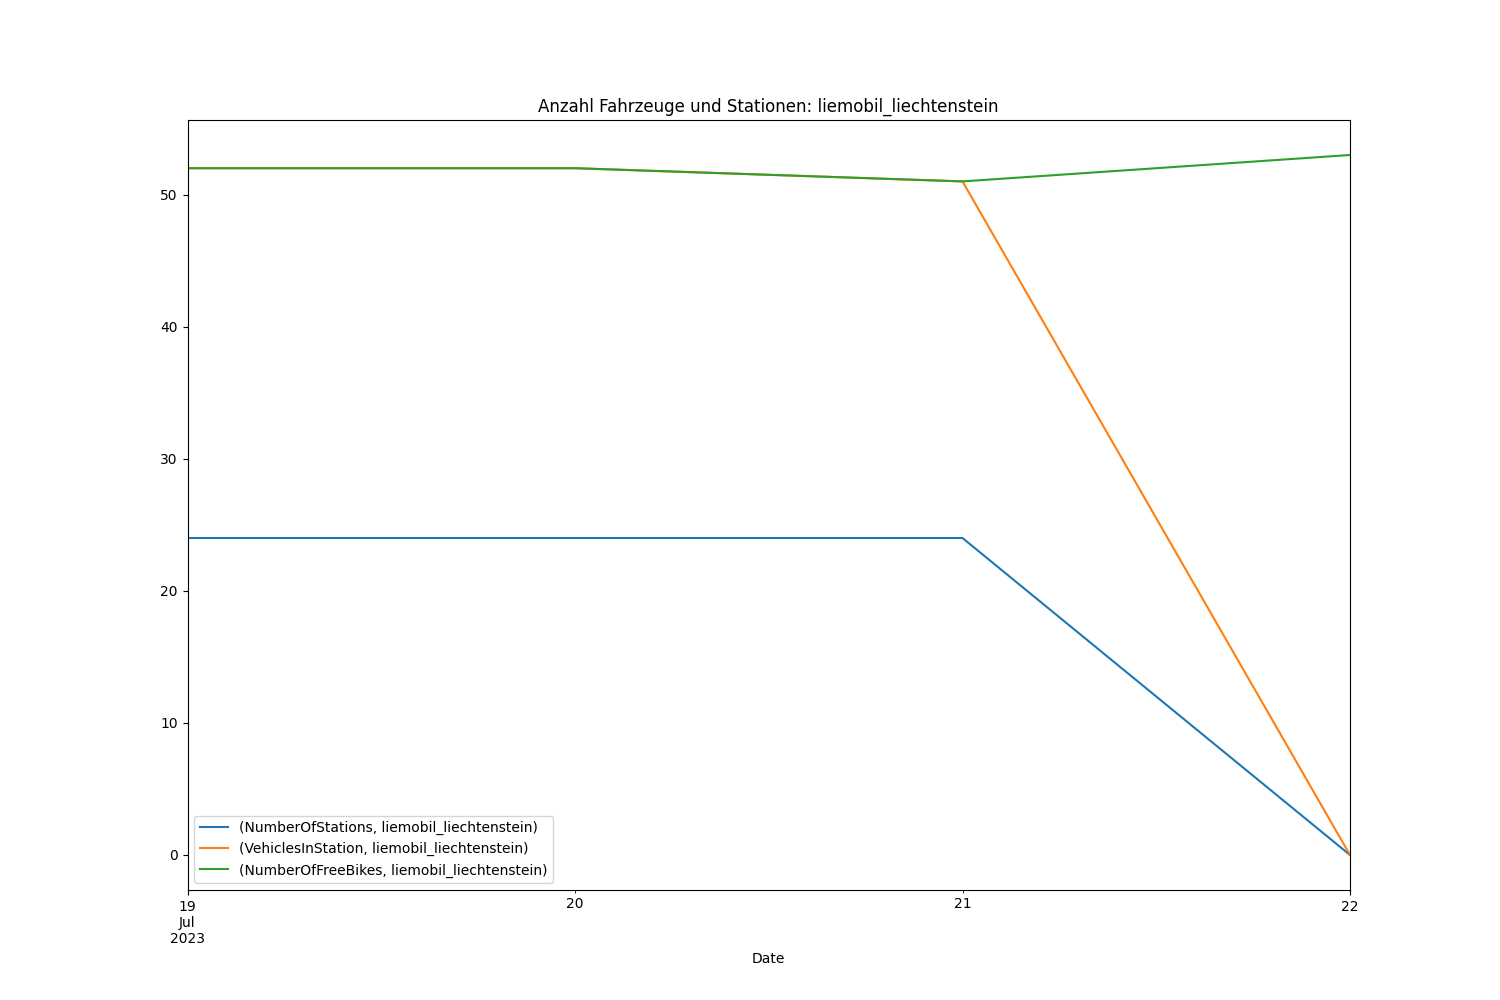 Anzahl Fahrzeuge und Stationen: liemobil_liechtenstein
50
40
30
20
10
0
(NumberOfStations, liemobil_liechtenstein)
(VehiclesInStation, liemobil_liechtenstein)
(NumberOfFreeBikes, liemobil_liechtenstein)
19 20 21 22
Jul
2023
Date